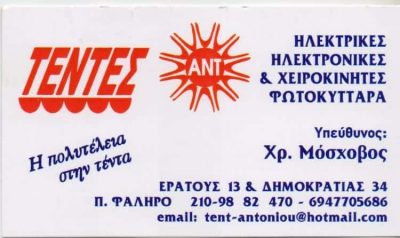 ΤΕΝΤΕΣ
ΑΝΤ
ΗΛΕΚΤΡΙΚΕΣ
ΗΛΕΚΤΡΟΝΙΚΕΣ
& ΧΕΙΡΟΚΙΝΗΤΕΣ
ΦΩΤΟΚΥΤΤΑΡΑ
Η πολυτέλεια
στην τέντα
Υπεύθυνος:
Χρ. Μόσχοβος
ΕΡΑΤΟΥΣ 13 & ΔΗΜΟΚΡΑΤΙΑΣ 34
Π. ΦΑΛΗΡΟ 210-98 82 470 - 6947705686
email: tent-antoniou@hotmail.com